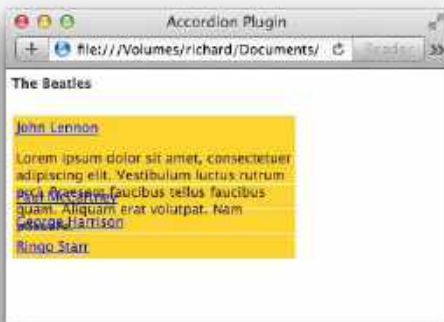 Accordion Plugin
file:///Volumes/richard/Documents/
Reader
The Beatles
John Lennon
Lorem ipsum dolor sit amet, consectetuer
adipiscing elit. Vestibulum luctus rutrum
Praesent faucibus tellus faucibus
Paul McCartney
quam. Aliquam erat volutpat. Nam
George Harrison
Ringo Starr